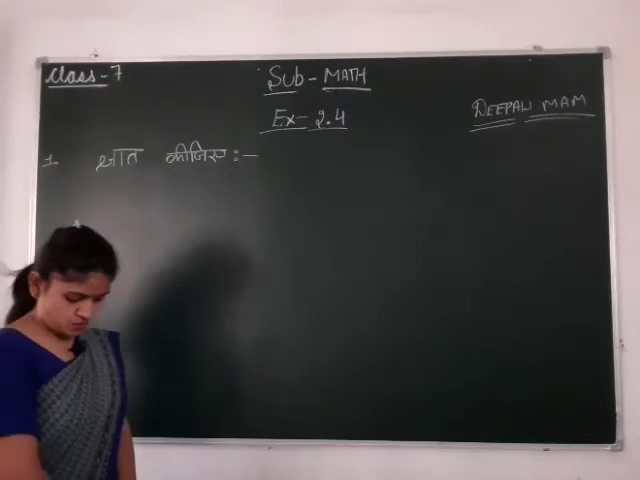 Class - 7
Sub - MATH
Ex - 2.4
DEEPALI MAM
1. ज्ञात कीजिए :-